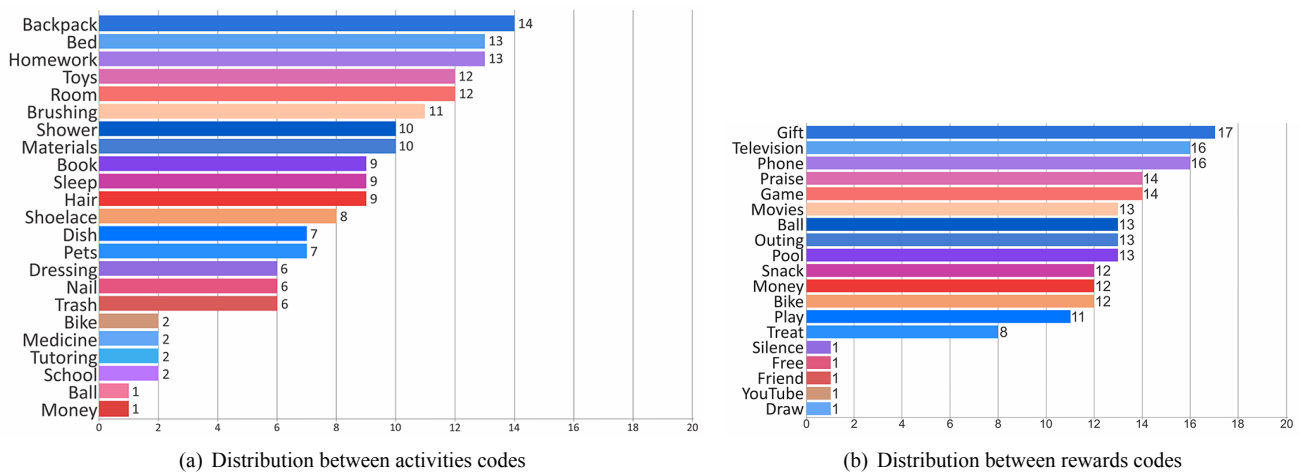 Backpack 14
Bed 13
Homework 13
Toys 12
Room 12
Brushing 11
Shower 10
Materials 10
Book 9
Sleep 9
Hair 9
Shoelace 8
Dish 7
Pets 7
Dressing 6
Nail 6
Trash 6
Bike 2
Medicine 2
Tutoring 2
School 2
Ball 1
Money 1
0 2 4 6 8 10 12 14 16 18 20
(a) Distribution between activities codes
Gift 17
Television 16
Phone 16
Praise 14
Game 14
Movies 13
Ball 13
Outing 13
Pool 13
Snack 12
Money 12
Bike 12
Play 11
Treat 8
Silence 1
Free 1
Friend 1
YouTube 1
Draw 1
0 2 4 6 8 10 12 14 16 18 20
(b) Distribution between rewards codes